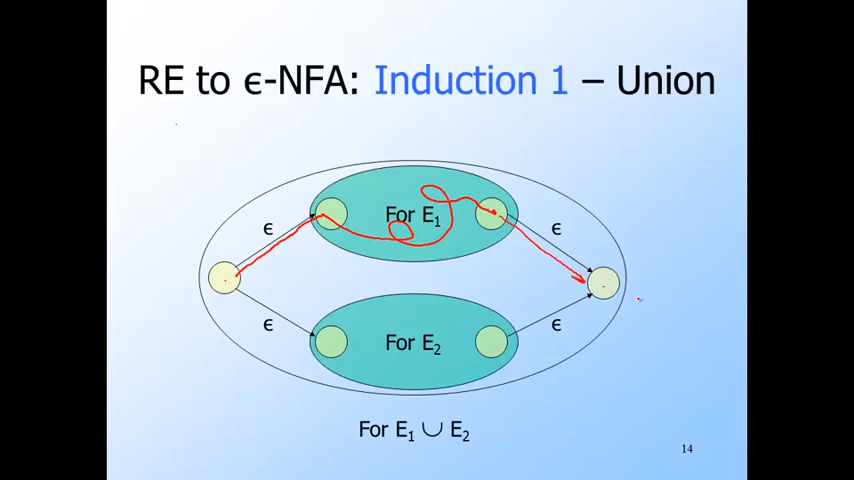 RE to ϵ-NFA: Induction 1 – Union
For E₁
ϵ
ϵ
ϵ
ϵ
For E₂
For E₁ ∪ E₂
14